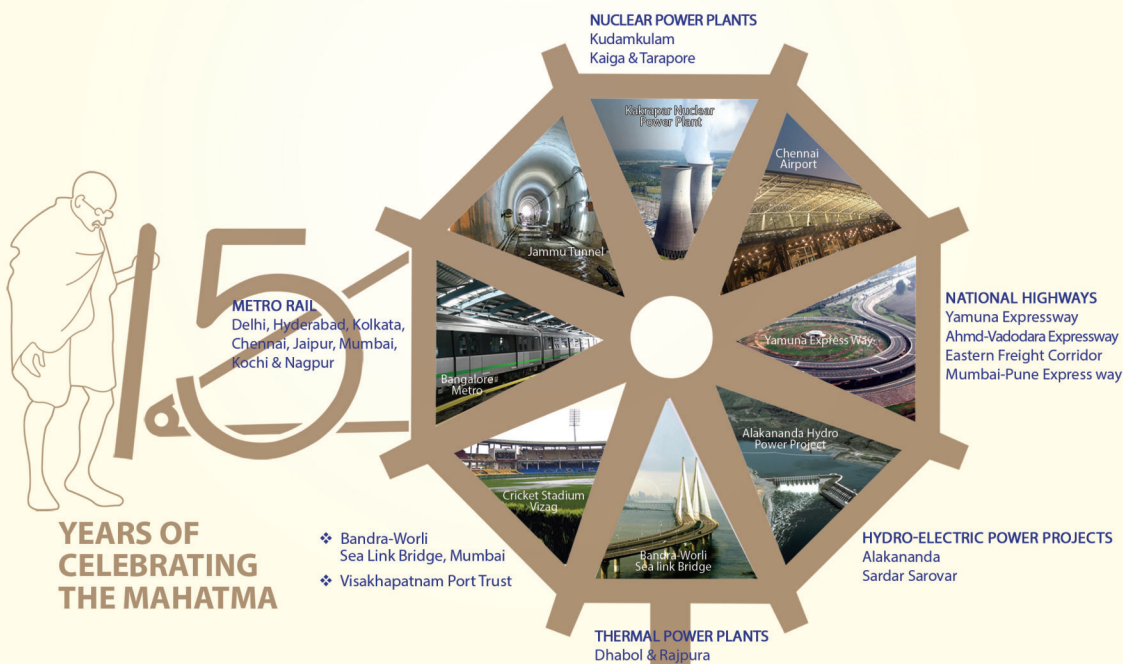 NUCLEAR POWER PLANTS
Kudamkulam
Kaiga & Tarapore
Kakrapar Nuclear
Power Plant
Chennai
Airport
Jammu Tunnel
150
METRO RAIL
Delhi, Hyderabad, Kolkata,
Chennai, Jaipur, Mumbai,
Kochi & Nagpur
Bangalore
Metro
Yamuna Express Way
NATIONAL HIGHWAYS
Yamuna Expressway
Ahmd-Vadodara Expressway
Eastern Freight Corridor
Mumbai-Pune Express way
Alakananda Hydro
Power Project
Cricket Stadium
Vizag
Bandra-Worli
Sea link Bridge
YEARS OF
CELEBRATING
THE MAHATMA
❖ Bandra-Worli
Sea Link Bridge, Mumbai
❖ Visakhapatnam Port Trust
HYDRO-ELECTRIC POWER PROJECTS
Alakananda
Sardar Sarovar
THERMAL POWER PLANTS
Dhabol & Rajpura